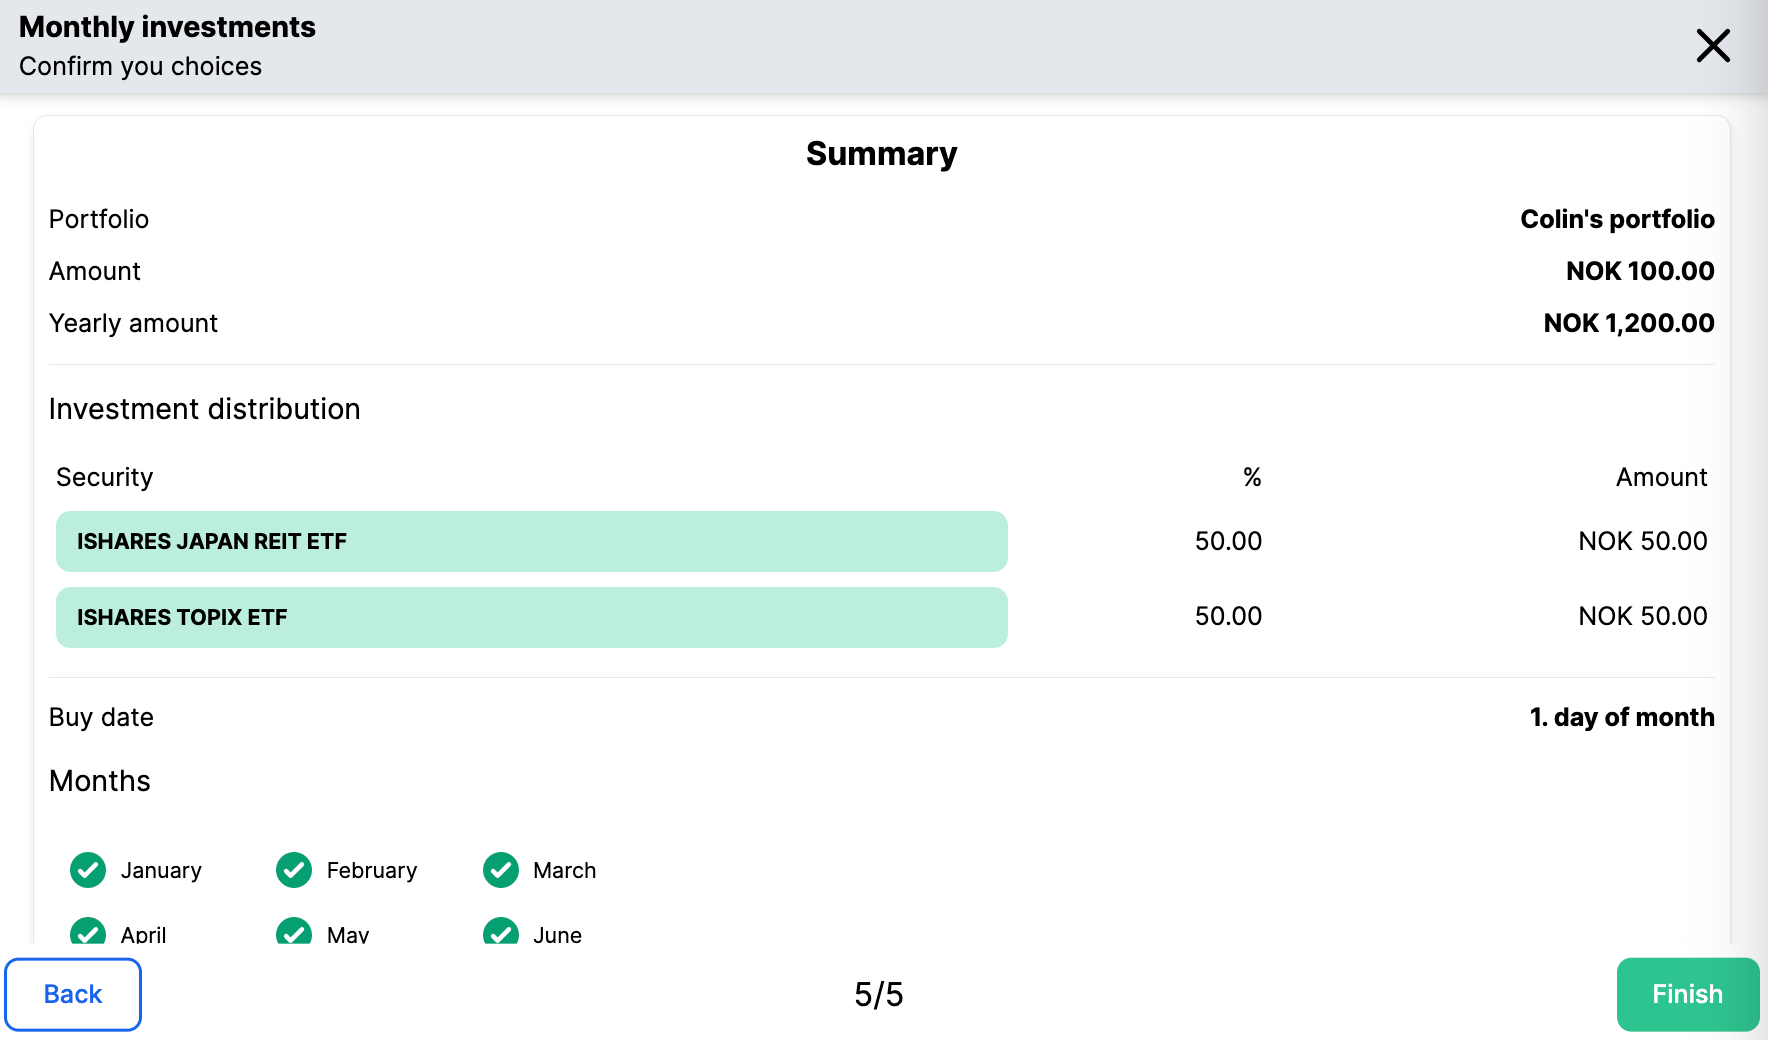 Monthly investments
Confirm you choices
Summary
Portfolio Colin's portfolio
Amount NOK 100.00
Yearly amount NOK 1,200.00
Investment distribution
Security % Amount
ISHARES JAPAN REIT ETF 50.00 NOK 50.00
ISHARES TOPIX ETF 50.00 NOK 50.00
Buy date 1. day of month
Months
January February March
April May June
Back 5/5 Finish